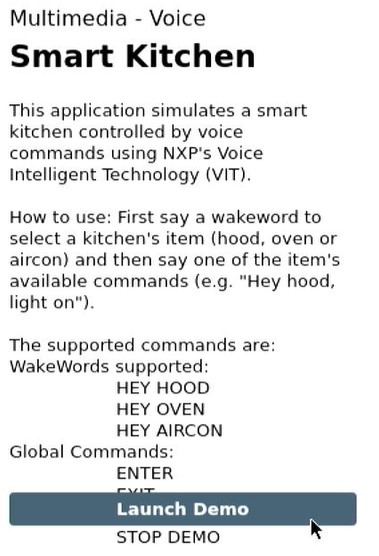 Multimedia - Voice
Smart Kitchen
This application simulates a smart
kitchen controlled by voice
commands using NXP's Voice
Intelligent Technology (VIT).
How to use: First say a wakeword to
select a kitchen's item (hood, oven or
aircon) and then say one of the item's
available commands (e.g. "Hey hood,
light on").
The supported commands are:
WakeWords supported:
HEY HOOD
HEY OVEN
HEY AIRCON
Global Commands:
ENTER
EXIT
Launch Demo
STOP DEMO